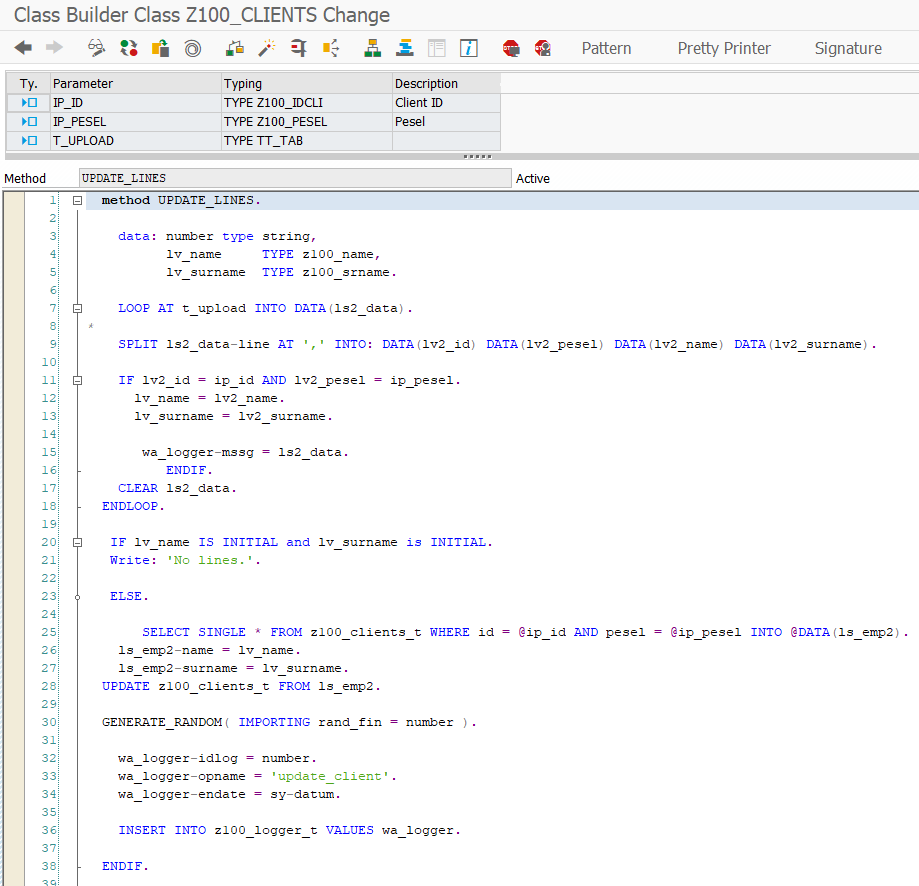 Class Builder Class Z100_CLIENTS Change
Pattern Pretty Printer Signature
Ty. Parameter Typing Description
IP_ID TYPE Z100_IDCLI Client ID
IP_PESEL TYPE Z100_PESEL Pesel
T_UPLOAD TYPE TT_TAB
Method UPDATE_LINES Active
1 method UPDATE_LINES.
2
3 data: number type string,
4 lv_name TYPE z100_name,
5 lv_surname TYPE z100_srname.
6
7 LOOP AT t_upload INTO DATA(ls2_data).
8 *
9 SPLIT ls2_data-line AT ',' INTO: DATA(lv2_id) DATA(lv2_pesel) DATA(lv2_name) DATA(lv2_surname).
10
11 IF lv2_id = ip_id AND lv2_pesel = ip_pesel.
12 lv_name = lv2_name.
13 lv_surname = lv2_surname.
14
15 wa_logger-mssg = ls2_data.
16 ENDIF.
17 CLEAR ls2_data.
18 ENDLOOP.
19
20 IF lv_name IS INITIAL and lv_surname is INITIAL.
21 Write: 'No lines.'.
22
23 ELSE.
24
25 SELECT SINGLE * FROM z100_clients_t WHERE id = @ip_id AND pesel = @ip_pesel INTO @DATA(ls_emp2).
26 ls_emp2-name = lv_name.
27 ls_emp2-surname = lv_surname.
28 UPDATE z100_clients_t FROM ls_emp2.
29
30 GENERATE_RANDOM( IMPORTING rand_fin = number ).
31
32 wa_logger-idlog = number.
33 wa_logger-opname = 'update_client'.
34 wa_logger-endate = sy-datum.
35
36 INSERT INTO z100_logger_t VALUES wa_logger.
37
38 ENDIF.
39